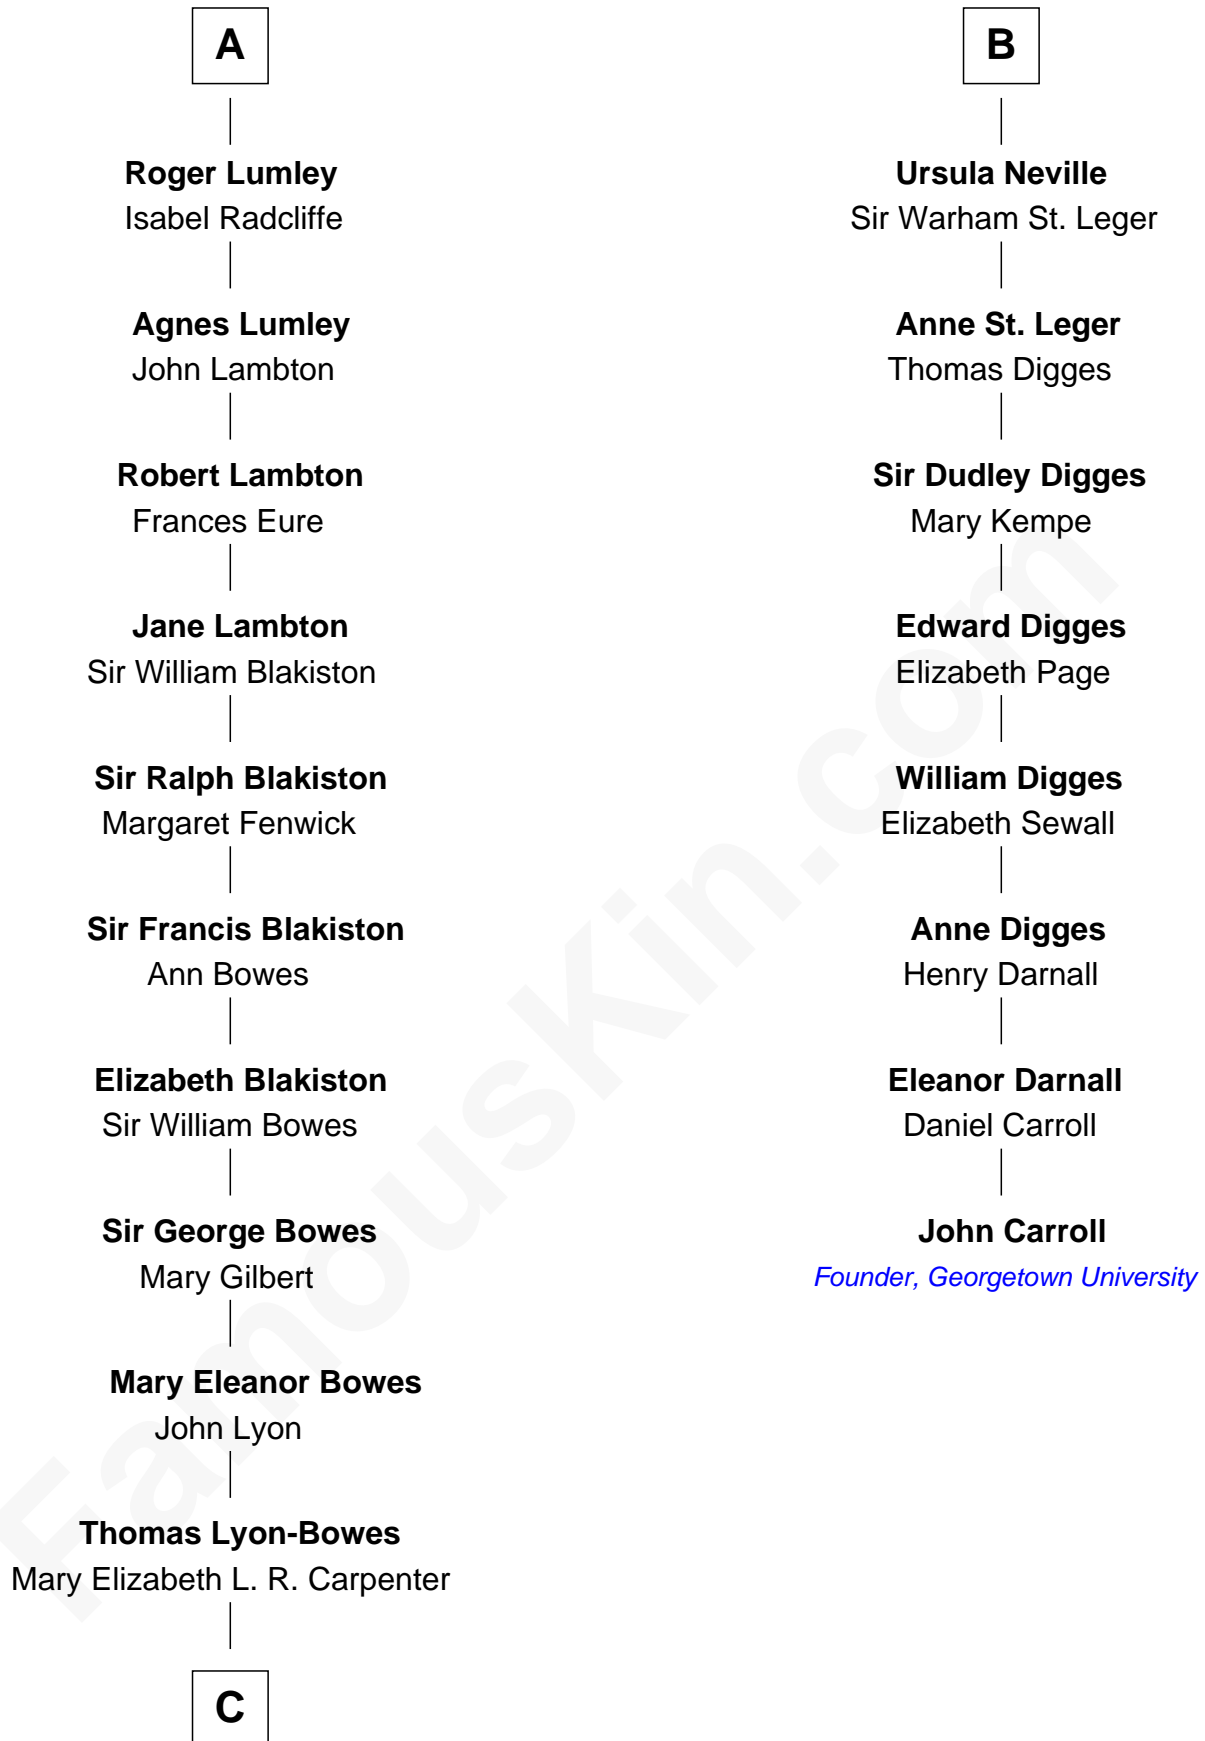 A
Roger Lumley
Isabel Radcliffe
Agnes Lumley
John Lambton
Robert Lambton
Frances Eure
Jane Lambton
Sir William Blakiston
Sir Ralph Blakiston
Margaret Fenwick
Sir Francis Blakiston
Ann Bowes
Elizabeth Blakiston
Sir William Bowes
Sir George Bowes
Mary Gilbert
Mary Eleanor Bowes
John Lyon
Thomas Lyon-Bowes
Mary Elizabeth L. R. Carpenter
C
B
Ursula Neville
Sir Warham St. Leger
Anne St. Leger
Thomas Digges
Sir Dudley Digges
Mary Kempe
Edward Digges
Elizabeth Page
William Digges
Elizabeth Sewall
Anne Digges
Henry Darnall
Eleanor Darnall
Daniel Carroll
John Carroll
Founder, Georgetown University
FamousKin.com